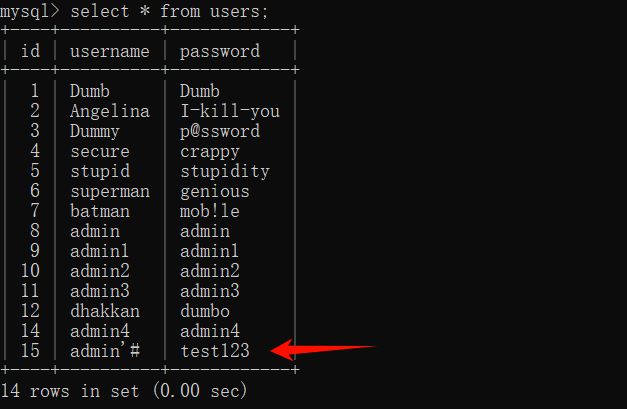 mysql> select * from users;
+----+----------+------------+
| id | username | password   |
+----+----------+------------+
|  1 | Dumb     | Dumb       |
|  2 | Angelina | I-kill-you |
|  3 | Dummy    | p@ssword   |
|  4 | secure   | crappy     |
|  5 | stupid   | stupidity  |
|  6 | superman | genious    |
|  7 | batman   | mob!le     |
|  8 | admin    | admin      |
|  9 | admin1   | admin1     |
| 10 | admin2   | admin2     |
| 11 | admin3   | admin3     |
| 12 | dhakkan  | dumbo      |
| 14 | admin4   | admin4     |
| 15 | admin'#  | test123    |
+----+----------+------------+
14 rows in set (0.00 sec)